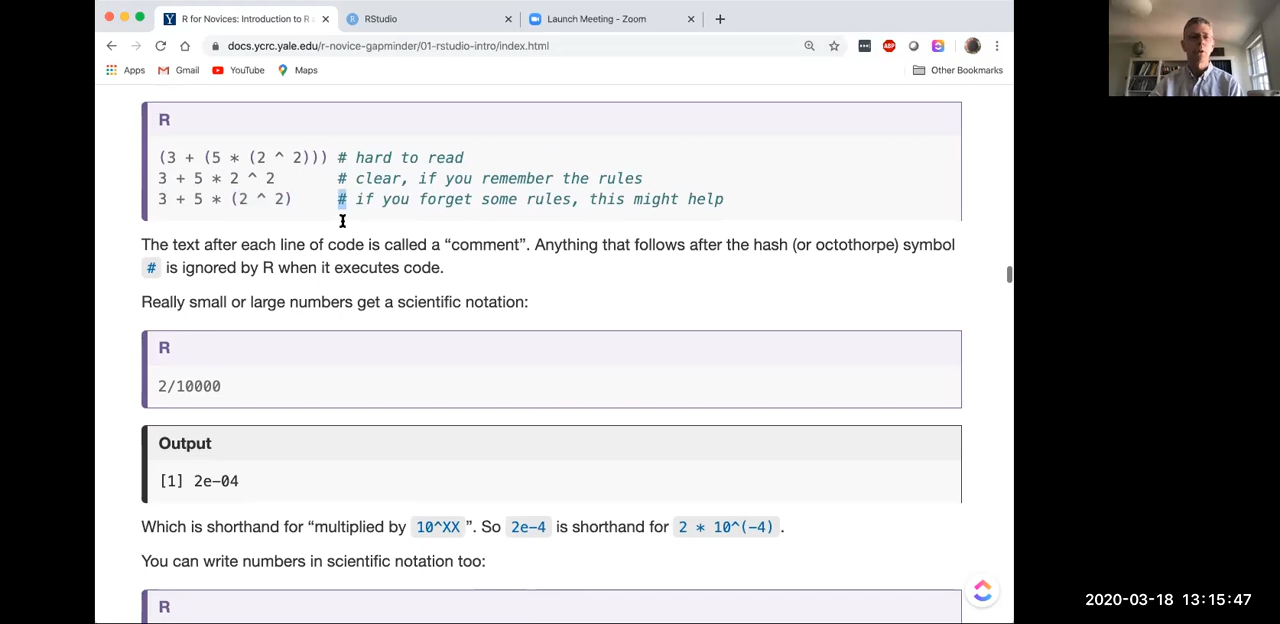 R for Novices: Introduction to R a
RStudio
Launch Meeting - Zoom
docs.ycrc.yale.edu/r-novice-gapminder/01-rstudio-intro/index.html
ABP
Apps Gmail YouTube Maps Other Bookmarks
R
(3 + (5 * (2 ^ 2))) # hard to read
3 + 5 * 2 ^ 2 # clear, if you remember the rules
3 + 5 * (2 ^ 2) # if you forget some rules, this might help
The text after each line of code is called a “comment”. Anything that follows after the hash (or octothorpe) symbol
# is ignored by R when it executes code.
Really small or large numbers get a scientific notation:
R
2/10000
Output
[1] 2e-04
Which is shorthand for “multiplied by 10^XX ”. So 2e-4 is shorthand for 2 * 10^(-4) .
You can write numbers in scientific notation too:
R
2020-03-18 13:15:47